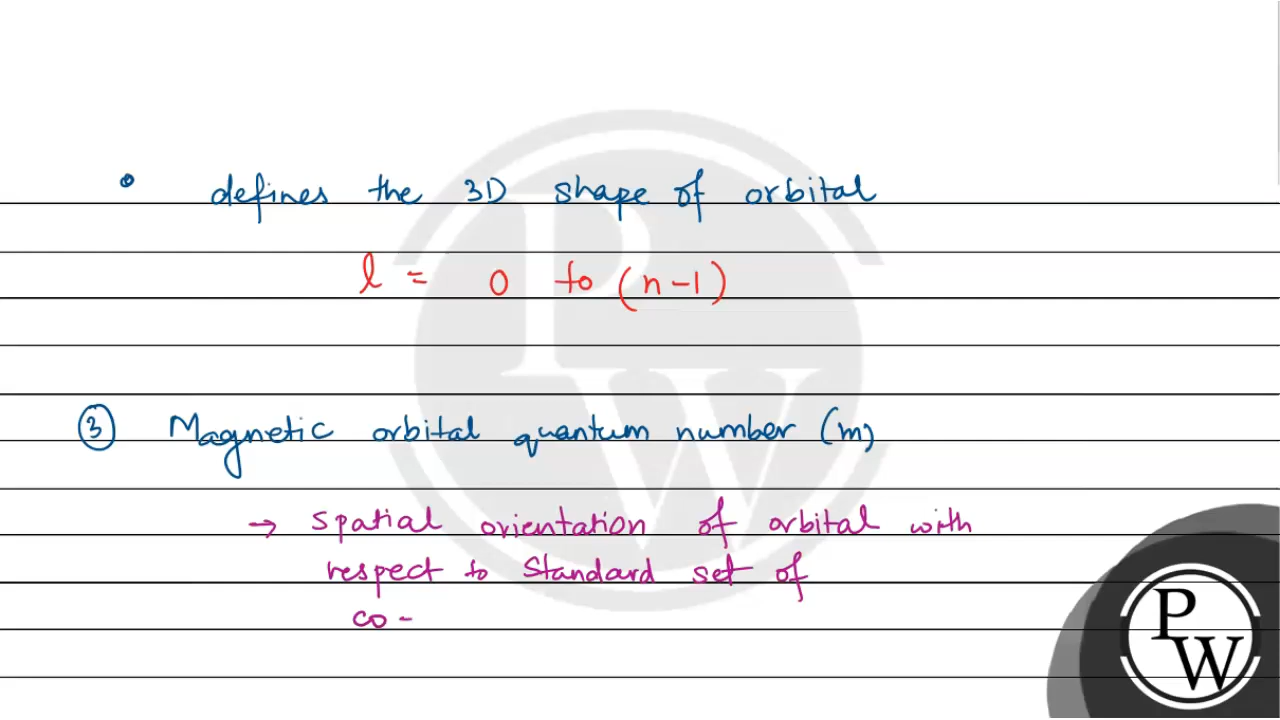 • defines the 3D shape of orbital
l = 0 to (n-1)
③ Magnetic orbital quantum number (m)
→ spatial orientation of orbital with
respect to standard set of
co-
PW
PW